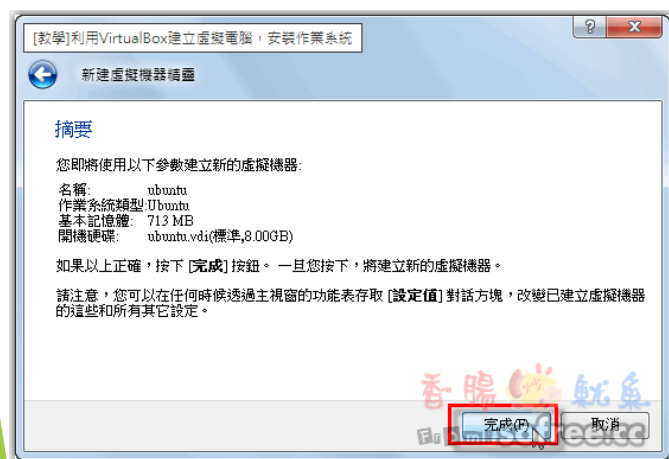 [教學]利用VirtualBox建立虛擬電腦，安裝作業系統
新建虛擬機器精靈
摘要
您即將使用以下參數建立新的虛擬機器:
名稱: ubuntu
作業系統類型:Ubuntu
基本記憶體: 713 MB
開機硬碟: ubuntu.vdi(標準,8.00GB)
如果以上正確，按下 [完成] 按鈕。 一旦您按下，將建立新的虛擬機器。
請注意，您可以在任何時候透過主視窗的功能表存取 [設定值] 對話方塊，改變已建立虛擬機器
的這些和所有其它設定。
香腸炒魷魚
完成(F) 取消